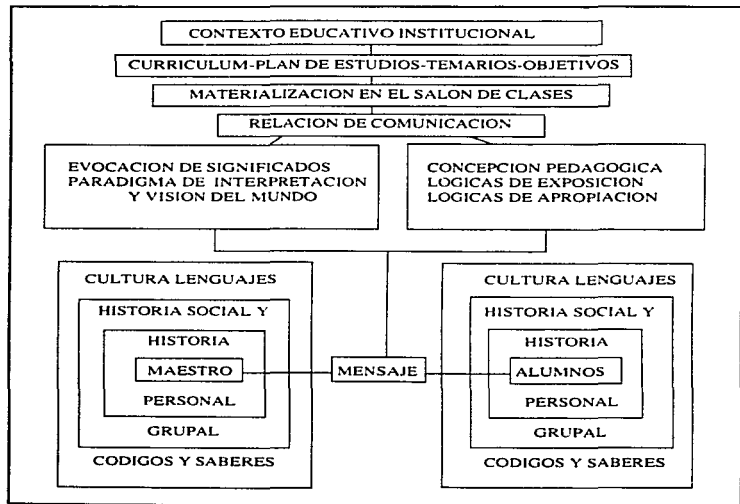 CONTEXTO EDUCATIVO INSTITUCIONAL
CURRICULUM-PLAN DE ESTUDIOS-TEMARIOS-OBJETIVOS
MATERIALIZACION EN EL SALON DE CLASES
RELACION DE COMUNICACION
EVOCACION DE SIGNIFICADOS
PARADIGMA DE INTERPRETACION
Y VISION DEL MUNDO
CONCEPCION PEDAGOGICA
LOGICAS DE EXPOSICION
LOGICAS DE APROPIACION
CULTURA LENGUAJES
HISTORIA SOCIAL Y
HISTORIA
MAESTRO
PERSONAL
GRUPAL
CODIGOS Y SABERES
MENSAJE
CULTURA LENGUAJES
HISTORIA SOCIAL Y
HISTORIA
ALUMNOS
PERSONAL
GRUPAL
CODIGOS Y SABERES